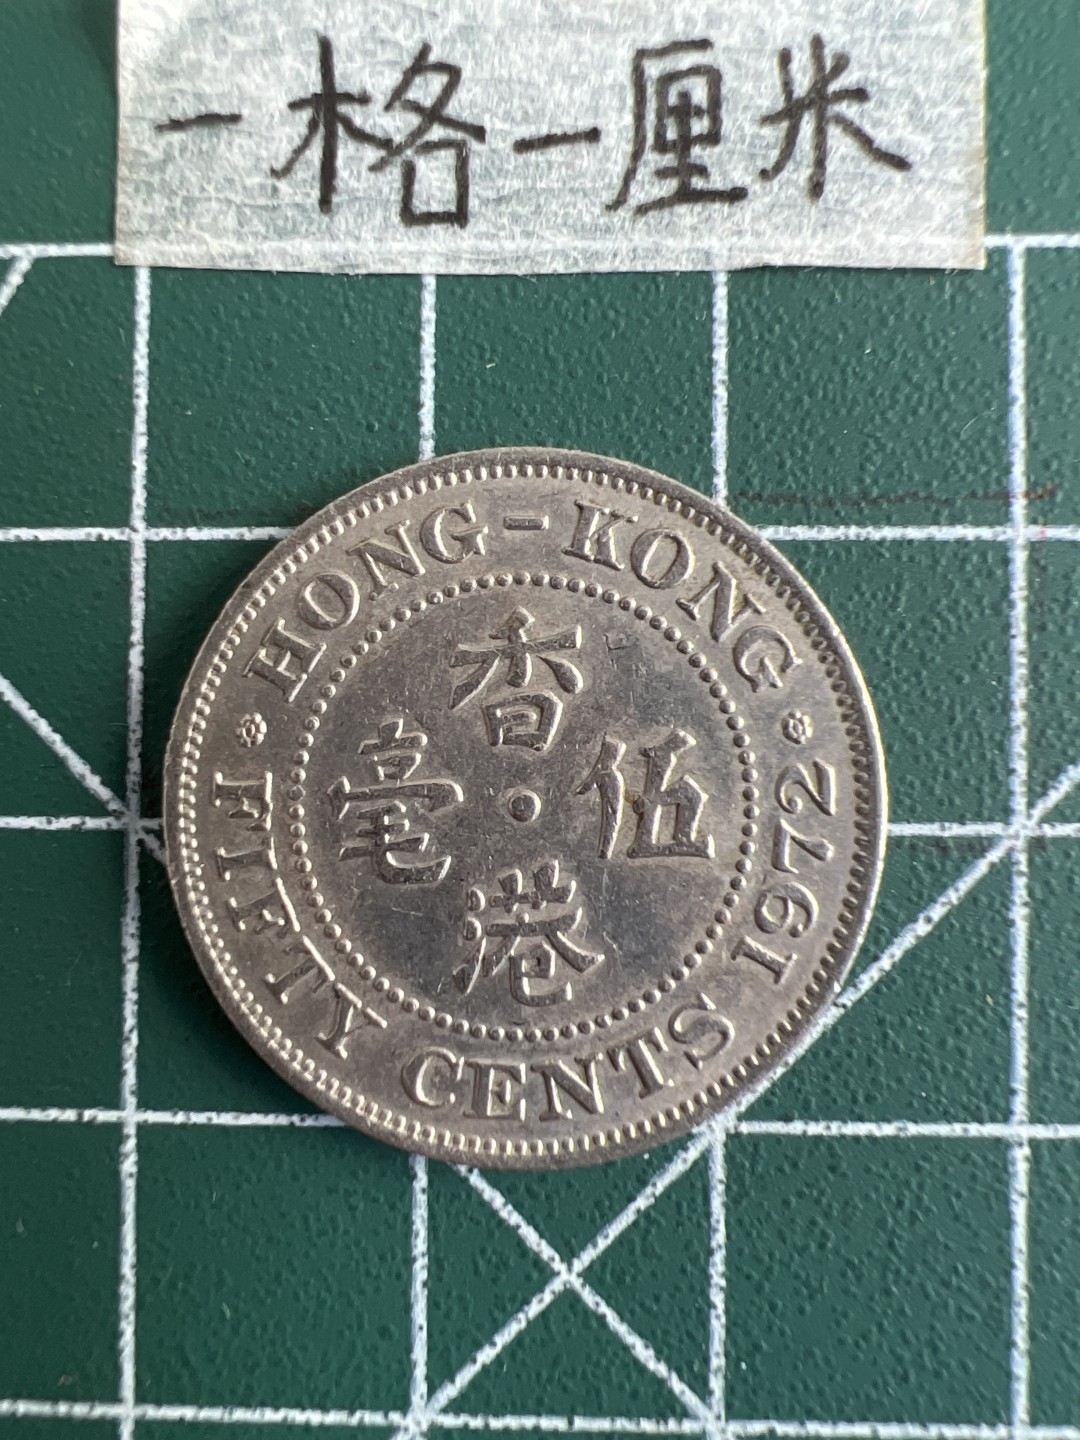 一格一厘米
HONG-KONG
香
毫 伍
港
FIFTY CENTS 1972